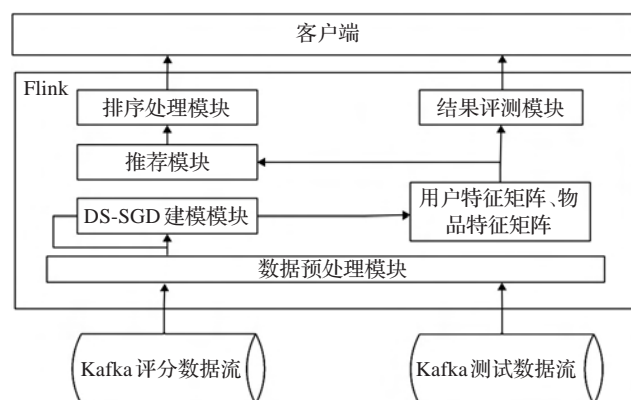 客户端
Flink
排序处理模块
结果评测模块
推荐模块
DS-SGD建模模块
用户特征矩阵、物
品特征矩阵
数据预处理模块
Kafka评分数据流
Kafka测试数据流